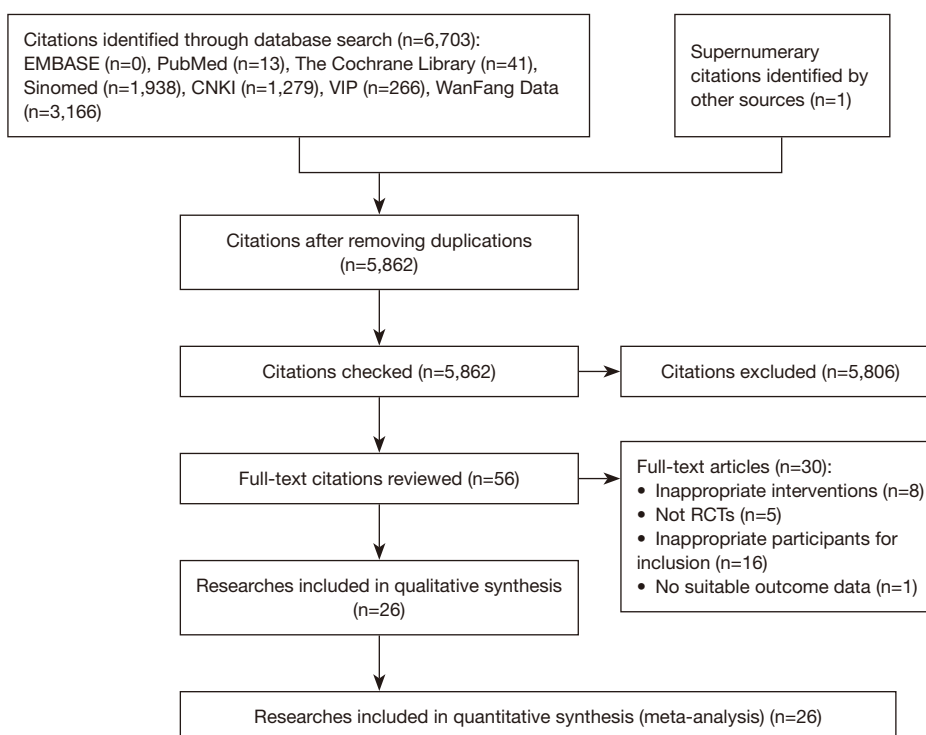 Citations identified through database search (n=6,703):
EMBASE (n=0), PubMed (n=13), The Cochrane Library (n=41),
Sinomed (n=1,938), CNKI (n=1,279), VIP (n=266), WanFang Data
(n=3,166)
Supernumerary
citations identified by
other sources (n=1)
Citations after removing duplications
(n=5,862)
Citations checked (n=5,862)
Citations excluded (n=5,806)
Full-text citations reviewed (n=56)
Full-text articles (n=30):
• Inappropriate interventions (n=8)
• Not RCTs (n=5)
• Inappropriate participants for
inclusion (n=16)
• No suitable outcome data (n=1)
Researches included in qualitative synthesis
(n=26)
Researches included in quantitative synthesis (meta-analysis) (n=26)